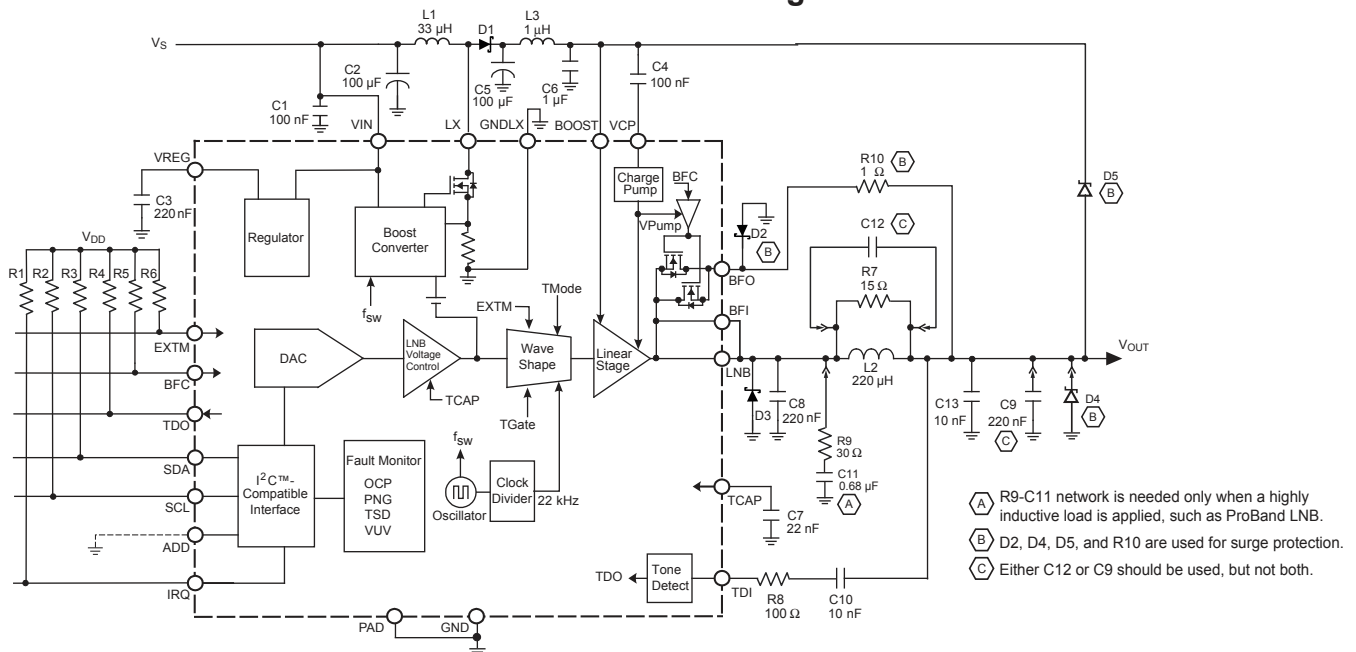 L1
33 µH
D1
L3
1 µH
VS
C2
100 µF
C5
100 µF
C6
1 µF
C4
100 nF
C1
100 nF
VIN
LX
GNDLX
BOOST
VCP
VREG
C3
220 nF
Regulator
Boost
Converter
fsw
Charge
Pump
BFC
VPump
D2
B
BFO
R10
1 Ω
B
D5
B
C12
C
R7
15 Ω
VDD
R1
R2
R3
R4
R5
R6
EXTM
BFC
TDO
SDA
SCL
ADD
IRQ
DAC
LNB
Voltage
Control
TCAP
EXTM
TMode
Wave
Shape
TGate
Linear
Stage
BFI
LNB
L2
220 µH
VOUT
D3
C8
220 nF
R9
30 Ω
C11
0.68 µF
A
C13
10 nF
C9
220 nF
C
D4
B
I2C™-
Compatible
Interface
Fault Monitor
OCP
PNG
TSD
VUV
fsw
Oscillator
Clock
Divider
22 kHz
TCAP
C7
22 nF
TDO
Tone
Detect
TDI
R8
100 Ω
C10
10 nF
PAD
GND
A R9-C11 network is needed only when a highly
inductive load is applied, such as ProBand LNB.
B D2, D4, D5, and R10 are used for surge protection.
C Either C12 or C9 should be used, but not both.